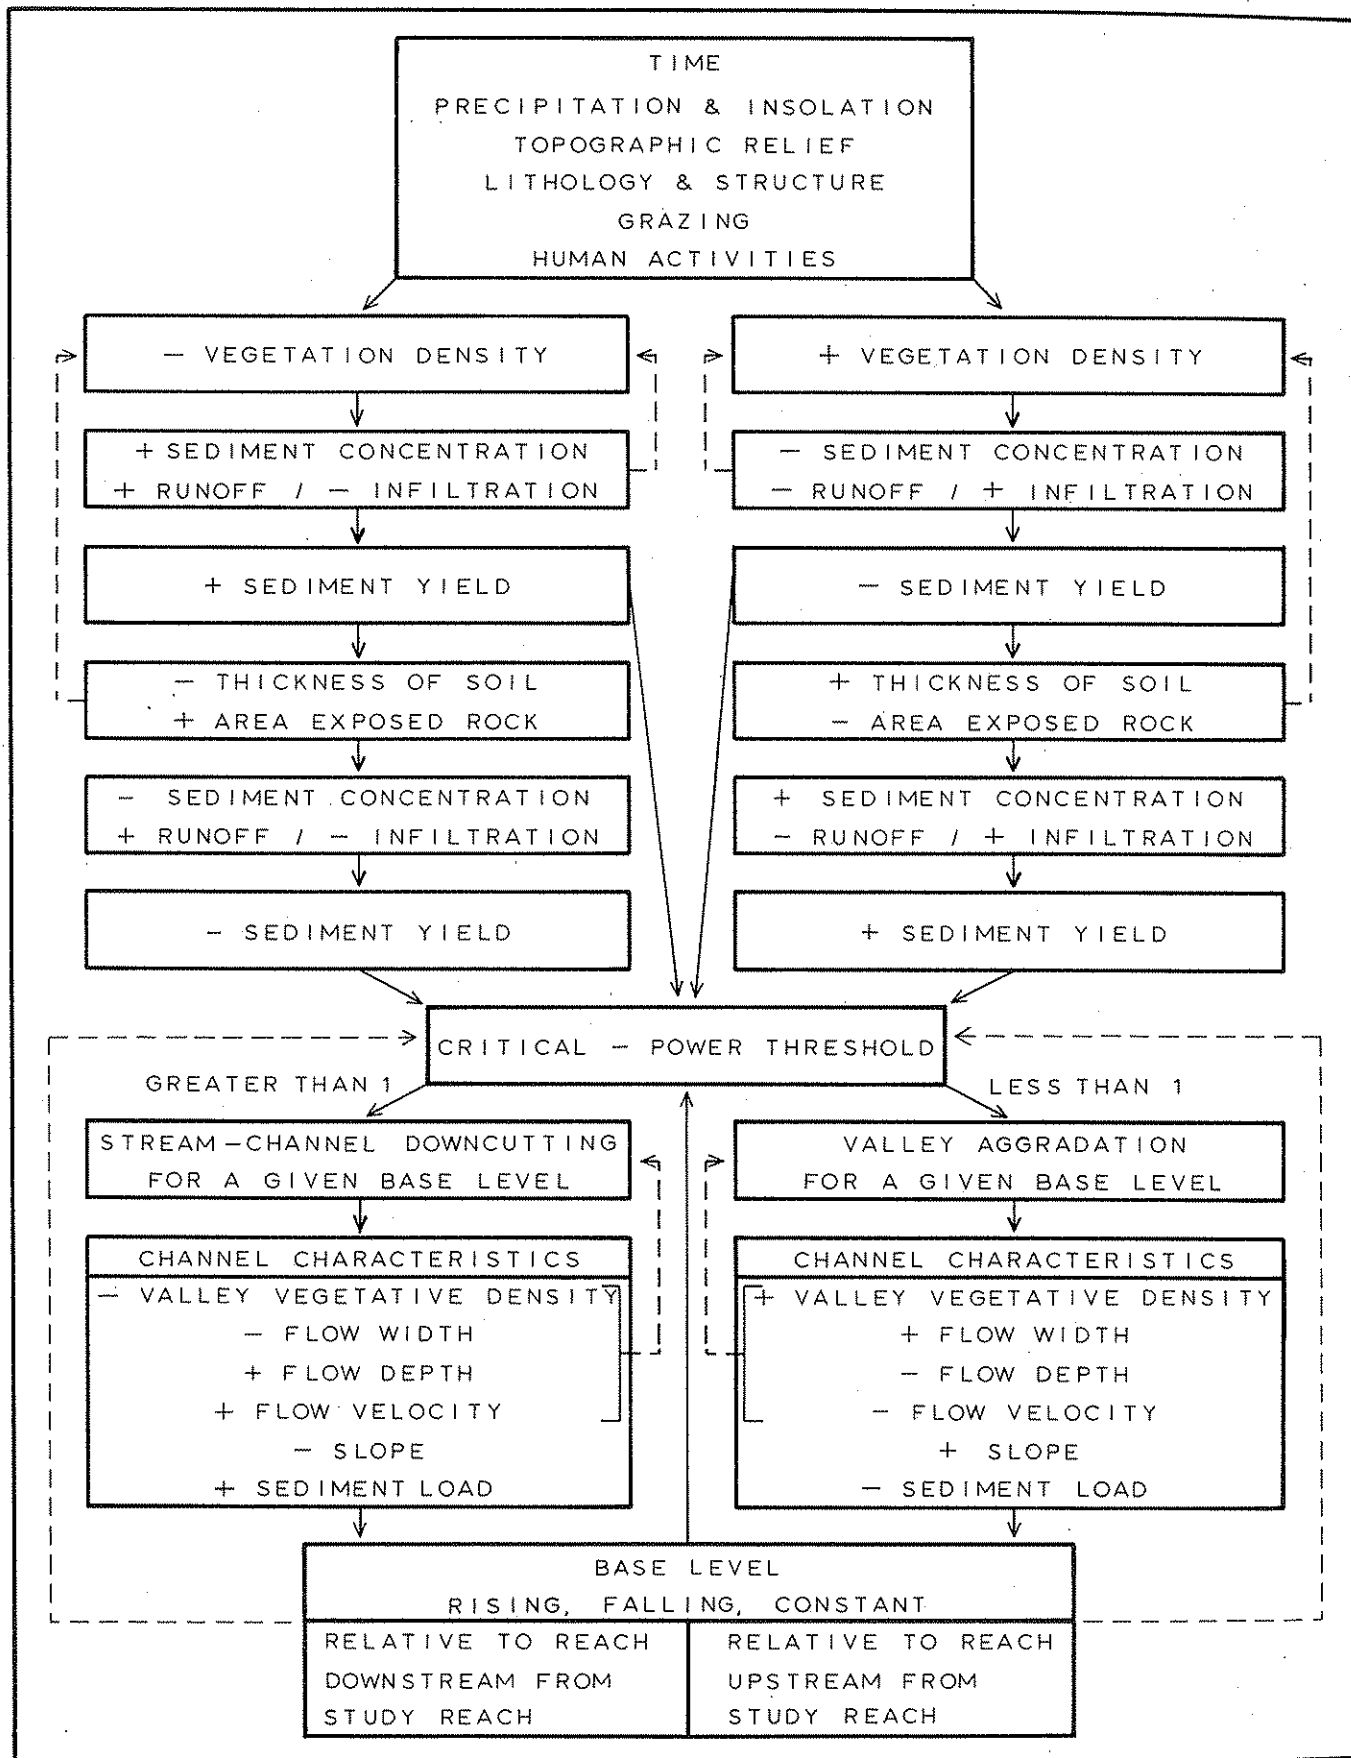 TIME
PRECIPITATION & INSOLATION
TOPOGRAPHIC RELIEF
LITHOLOGY & STRUCTURE
GRAZING
HUMAN ACTIVITIES
− VEGETATION DENSITY
+ SEDIMENT CONCENTRATION
+ RUNOFF / − INFILTRATION
+ SEDIMENT YIELD
− THICKNESS OF SOIL
+ AREA EXPOSED ROCK
− SEDIMENT CONCENTRATION
+ RUNOFF / − INFILTRATION
− SEDIMENT YIELD
+ VEGETATION DENSITY
− SEDIMENT CONCENTRATION
− RUNOFF / + INFILTRATION
− SEDIMENT YIELD
+ THICKNESS OF SOIL
− AREA EXPOSED ROCK
+ SEDIMENT CONCENTRATION
− RUNOFF / + INFILTRATION
+ SEDIMENT YIELD
CRITICAL − POWER THRESHOLD
GREATER THAN 1
LESS THAN 1
STREAM−CHANNEL DOWNCUTTING
FOR A GIVEN BASE LEVEL
CHANNEL CHARACTERISTICS
− VALLEY VEGETATIVE DENSITY
− FLOW WIDTH
+ FLOW DEPTH
+ FLOW VELOCITY
− SLOPE
+ SEDIMENT LOAD
VALLEY AGGRADATION
FOR A GIVEN BASE LEVEL
CHANNEL CHARACTERISTICS
+ VALLEY VEGETATIVE DENSITY
+ FLOW WIDTH
− FLOW DEPTH
− FLOW VELOCITY
+ SLOPE
− SEDIMENT LOAD
BASE LEVEL
RISING, FALLING, CONSTANT
RELATIVE TO REACH
DOWNSTREAM FROM
STUDY REACH
RELATIVE TO REACH
UPSTREAM FROM
STUDY REACH